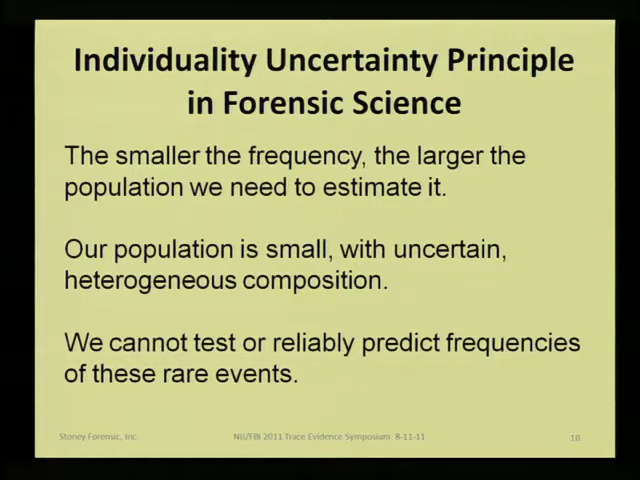 Individuality Uncertainty Principle
in Forensic Science
The smaller the frequency, the larger the
population we need to estimate it.
Our population is small, with uncertain,
heterogeneous composition.
We cannot test or reliably predict frequencies
of these rare events.
Stoney Forensic, Inc. NIJ/FBI 2011 Trace Evidence Symposium 8-11-11 10